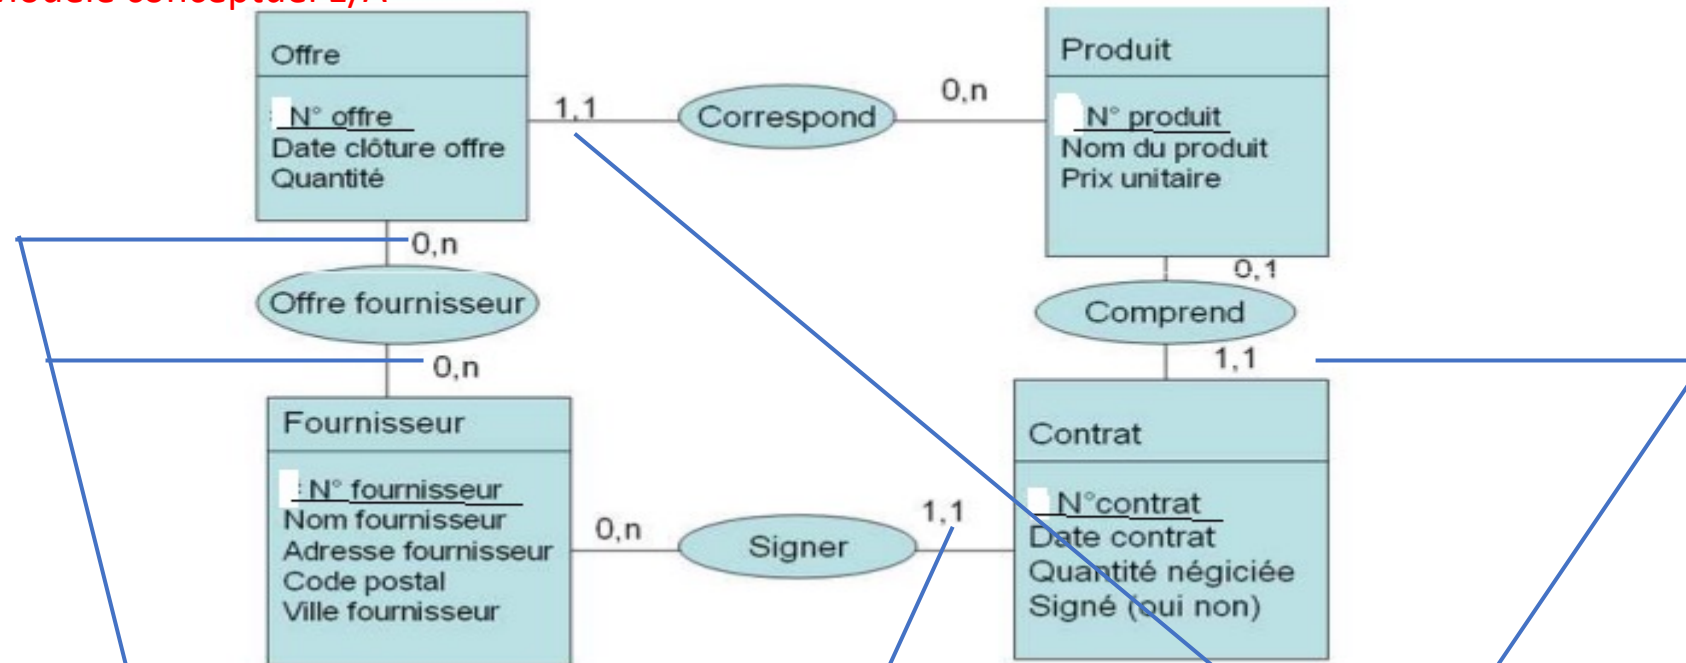 modèle conceptuel E/A
Offre
N° offre
Date clôture offre
Quantité
1,1
Correspond
0,n
Produit
N° produit
Nom du produit
Prix unitaire
0,n
Offre fournisseur
0,n
0,1
Comprend
1,1
Fournisseur
N° fournisseur
Nom fournisseur
Adresse fournisseur
Code postal
Ville fournisseur
0,n
Signer
1,1
Contrat
N°contrat
Date contrat
Quantité négiciée
Signé (oui non)